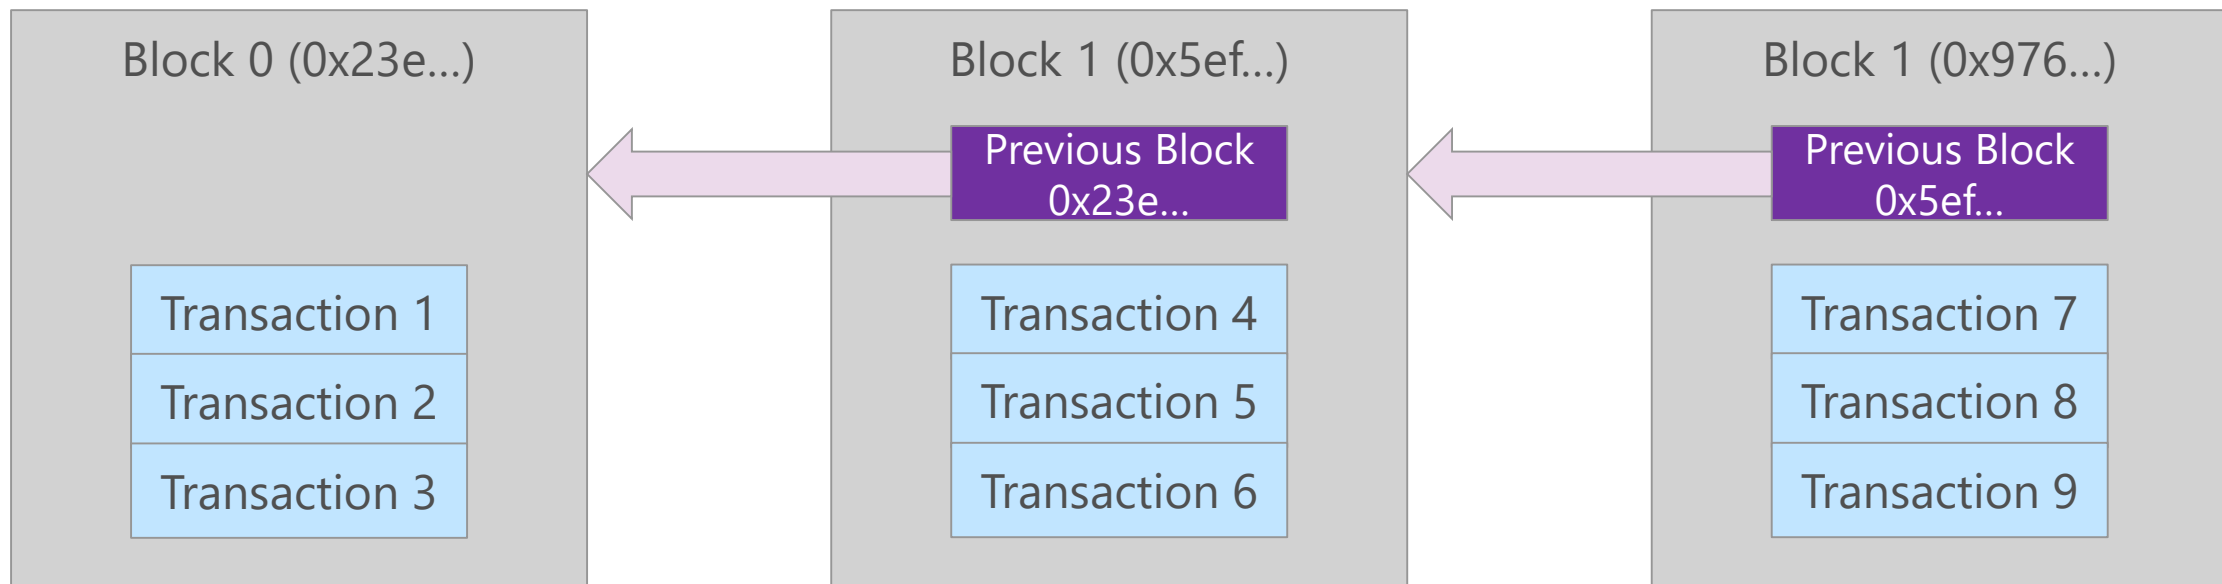 Block 0 (0x23e...)
Transaction 1
Transaction 2
Transaction 3
Block 1 (0x5ef...)
Previous Block
0x23e...
Transaction 4
Transaction 5
Transaction 6
Block 1 (0x976...)
Previous Block
0x5ef...
Transaction 7
Transaction 8
Transaction 9